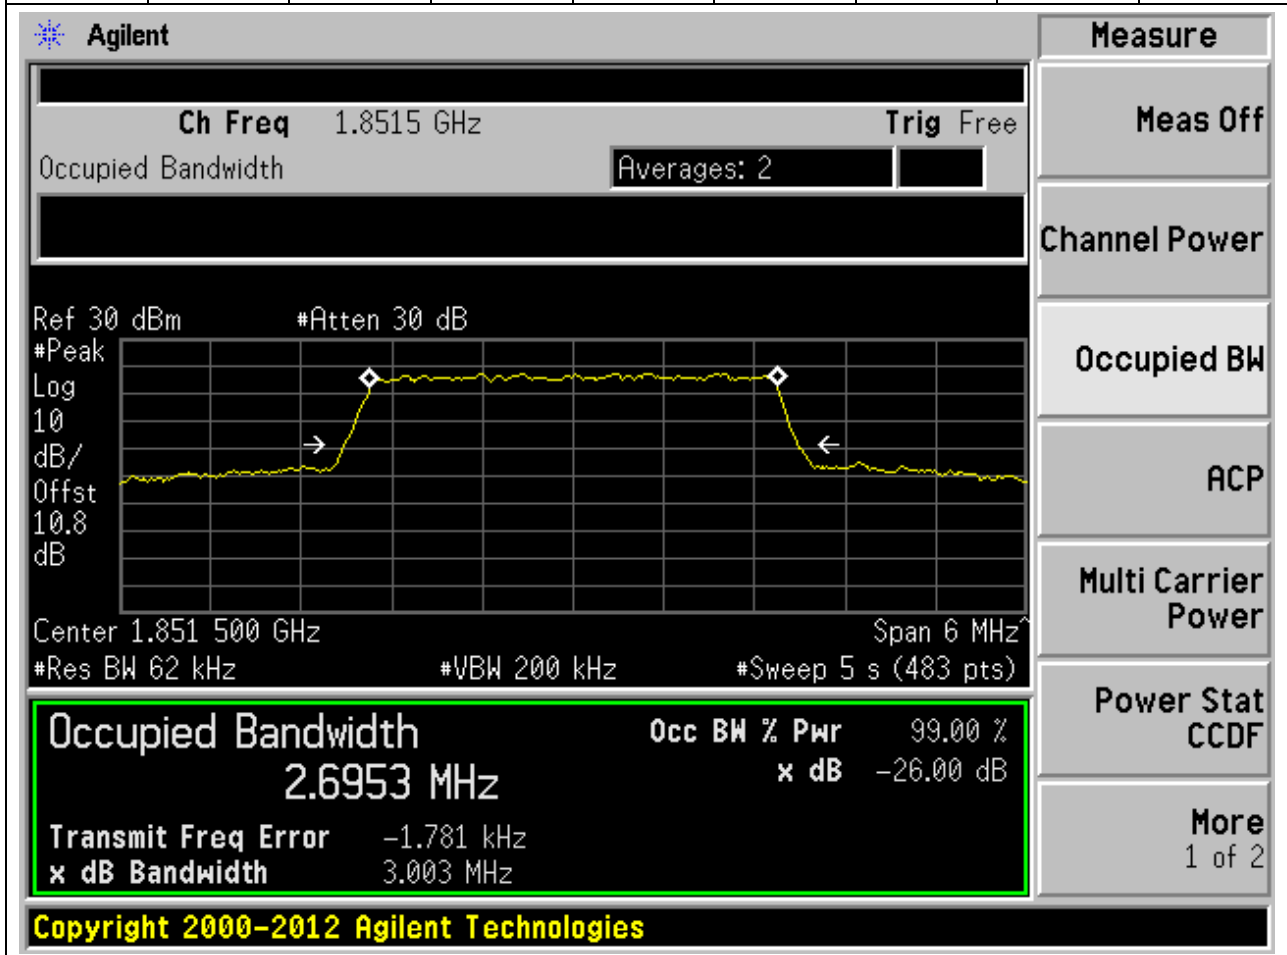 Agilent
Measure
Ch Freq 1.8515 GHz Trig Free
Occupied Bandwidth Averages: 2
Meas Off
Channel Power
Occupied BW
ACP
Multi Carrier
Power
Power Stat
CCDF
More
1 of 2
Ref 30 dBm #Atten 30 dB
#Peak
Log
10
dB/
Offst
10.8
dB
Center 1.851 500 GHz Span 6 MHz^
#Res BW 62 kHz #VBW 200 kHz #Sweep 5 s (483 pts)
Occupied Bandwidth Occ BW % Pwr 99.00 %
2.6953 MHz x dB -26.00 dB
Transmit Freq Error -1.781 kHz
x dB Bandwidth 3.003 MHz
Copyright 2000-2012 Agilent Technologies